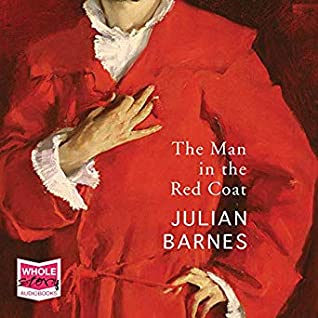 The Man
in the
Red Coat
JULIAN
BARNES
WHOLE
story
AUDIOBOOKS